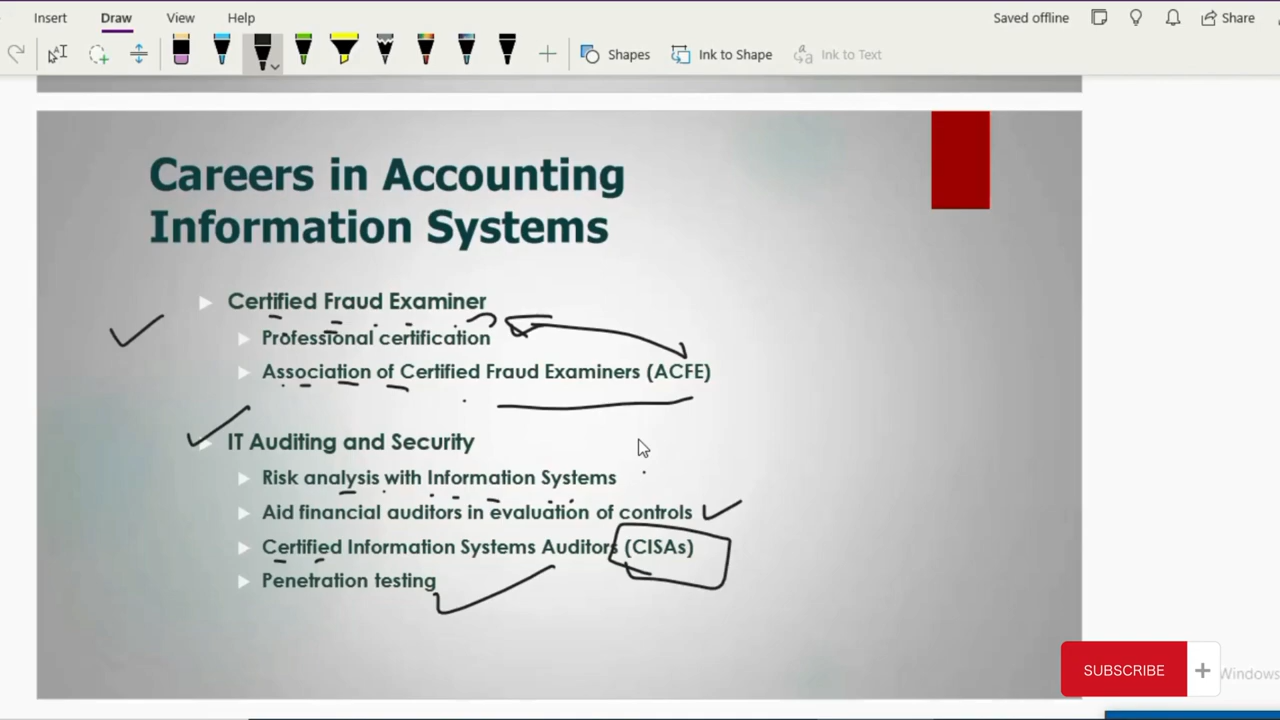 Insert Draw View Help Saved offline Share
Shapes Ink to Shape Ink to Text
Careers in Accounting
Information Systems
Certified Fraud Examiner
Professional certification
Association of Certified Fraud Examiners (ACFE)
IT Auditing and Security
Risk analysis with Information Systems
Aid financial auditors in evaluation of controls
Certified Information Systems Auditors (CISAs)
Penetration testing
SUBSCRIBE
Windows